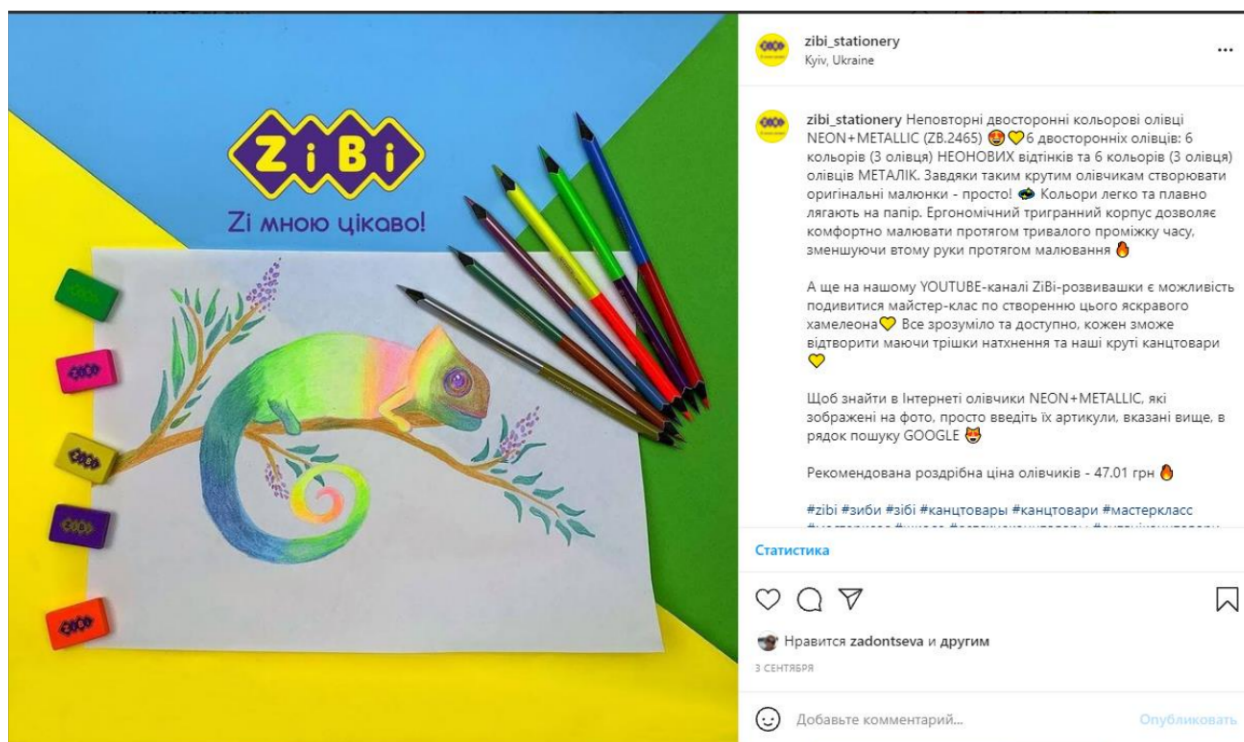 ZiBi
Зі мною цікаво!
ZiBi
ZiBi
ZiBi
zibi_stationery
Kyiv, Ukraine
zibi_stationery Неповторні двосторонні кольорові олівці
NEON+METALLIC (ZB.2465) 😍💛6 двосторонніх олівців: 6
кольорів (3 олівця) НЕОНОВИХ відтінків та 6 кольорів (3 олівця)
олівців МЕТАЛІК. Завдяки таким крутим олівчикам створювати
оригінальні малюнки - просто! Кольори легко та плавно
лягають на папір. Ергономічний тригранний корпус дозволяє
комфортно малювати протягом тривалого проміжку часу,
зменшуючи втому руки протягом малювання 🔥
А ще на нашому YOUTUBE-каналі ZiBi-розвивашки є можливість
подивитися майстер-клас по створенню цього яскравого
хамелеона💛 Все зрозуміло та доступно, кожен зможе
відтворити маючи трішки натхнення та наші круті канцтовари
💛
Щоб знайти в Інтернеті олівчики NEON+METALLIC, які
зображені на фото, просто введіть їх артикули, вказані вище, в
рядок пошуку GOOGLE 😻
Рекомендована роздрібна ціна олівчиків - 47.01 грн 🔥
#zibi #зиби #зібі #канцтовары #канцтовари #мастеркласс
Статистика
Нравится zadontseva и другим
3 СЕНТЯБРЯ
Добавьте комментарий...
Опубликовать